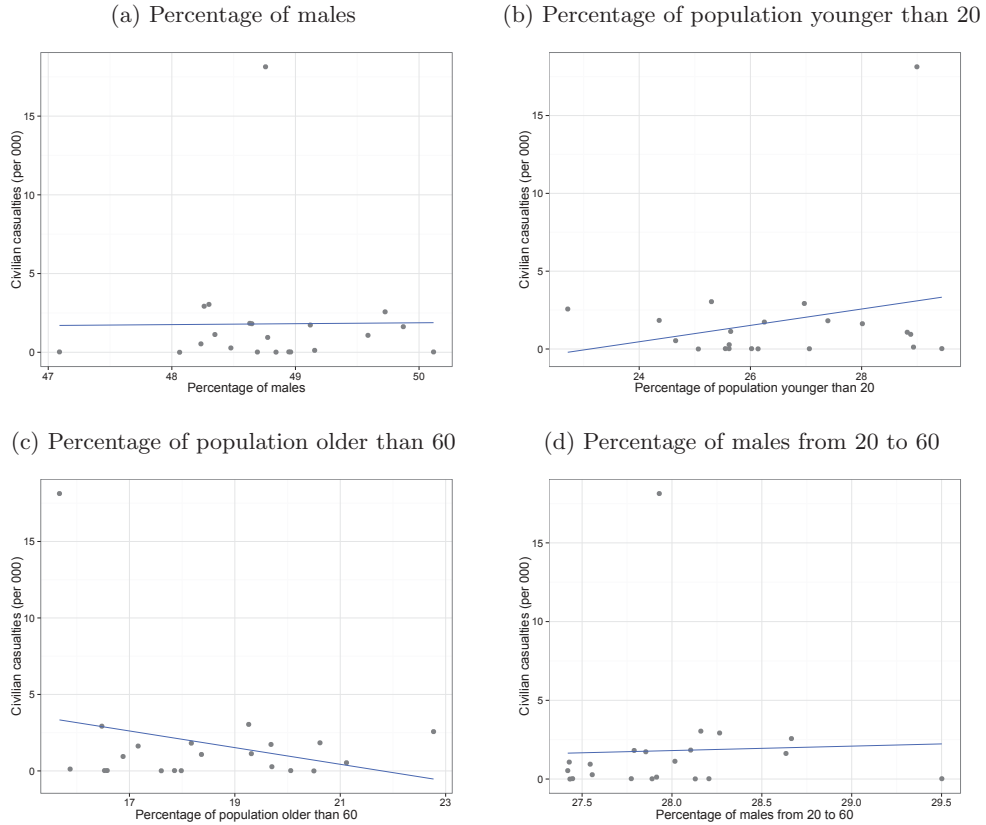 (a) Percentage of males
(b) Percentage of population younger than 20
Civilian casualties (per 000)
15
10
5
0
47 48 49 50
Percentage of males
Civilian casualties (per 000)
15
10
5
0
24 26 28
Percentage of population younger than 20
(c) Percentage of population older than 60
(d) Percentage of males from 20 to 60
Civilian casualties (per 000)
15
10
5
0
17 19 21 23
Percentage of population older than 60
Civilian casualties (per 000)
15
10
5
0
27.5 28.0 28.5 29.0 29.5
Percentage of males from 20 to 60